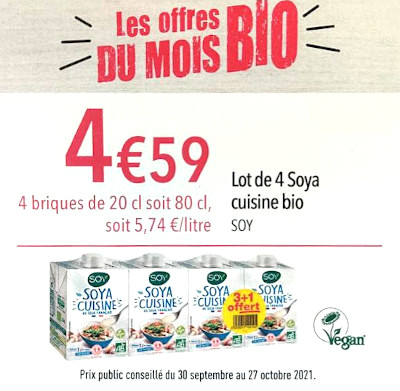 Les offres
DU MOIS BIO
4€59
4 briques de 20 cl soit 80 cl,
soit 5,74 €/litre
Lot de 4 Soya
cuisine bio
SOY
SOY SOY SOY SOY
SOYA SOYA SOYA SOYA
CUISINE CUISINE CUISINE CUISINE
3+1
offert
Vegan
Prix public conseillé du 30 septembre au 27 octobre 2021.